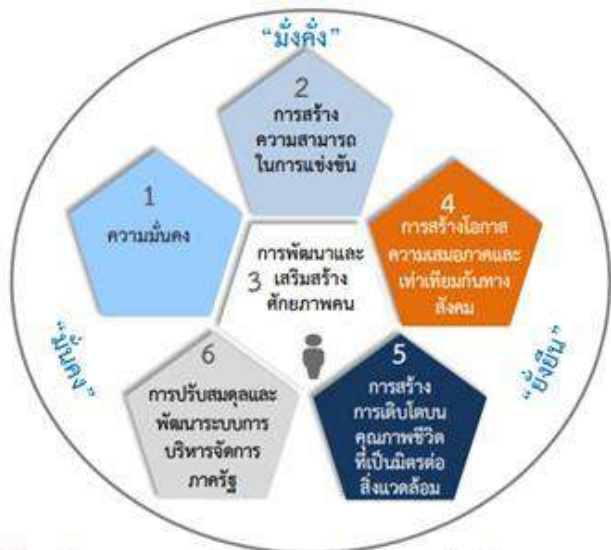 “มั่งคั่ง”
2
การสร้าง
ความสามารถ
ในการแข่งขัน
1
ความมั่นคง
4
การสร้างโอกาส
ความเสมอภาคและ
เท่าเทียมกันทาง
สังคม
การพัฒนาและ
3 เสริมสร้าง
ศักยภาพคน
“มั่นคง”
“ยั่งยืน”
6
การปรับสมดุลและ
พัฒนาระบบการ
บริหารจัดการ
ภาครัฐ
5
การสร้าง
การเติบโตบน
คุณภาพชีวิต
ที่เป็นมิตรต่อ
สิ่งแวดล้อม